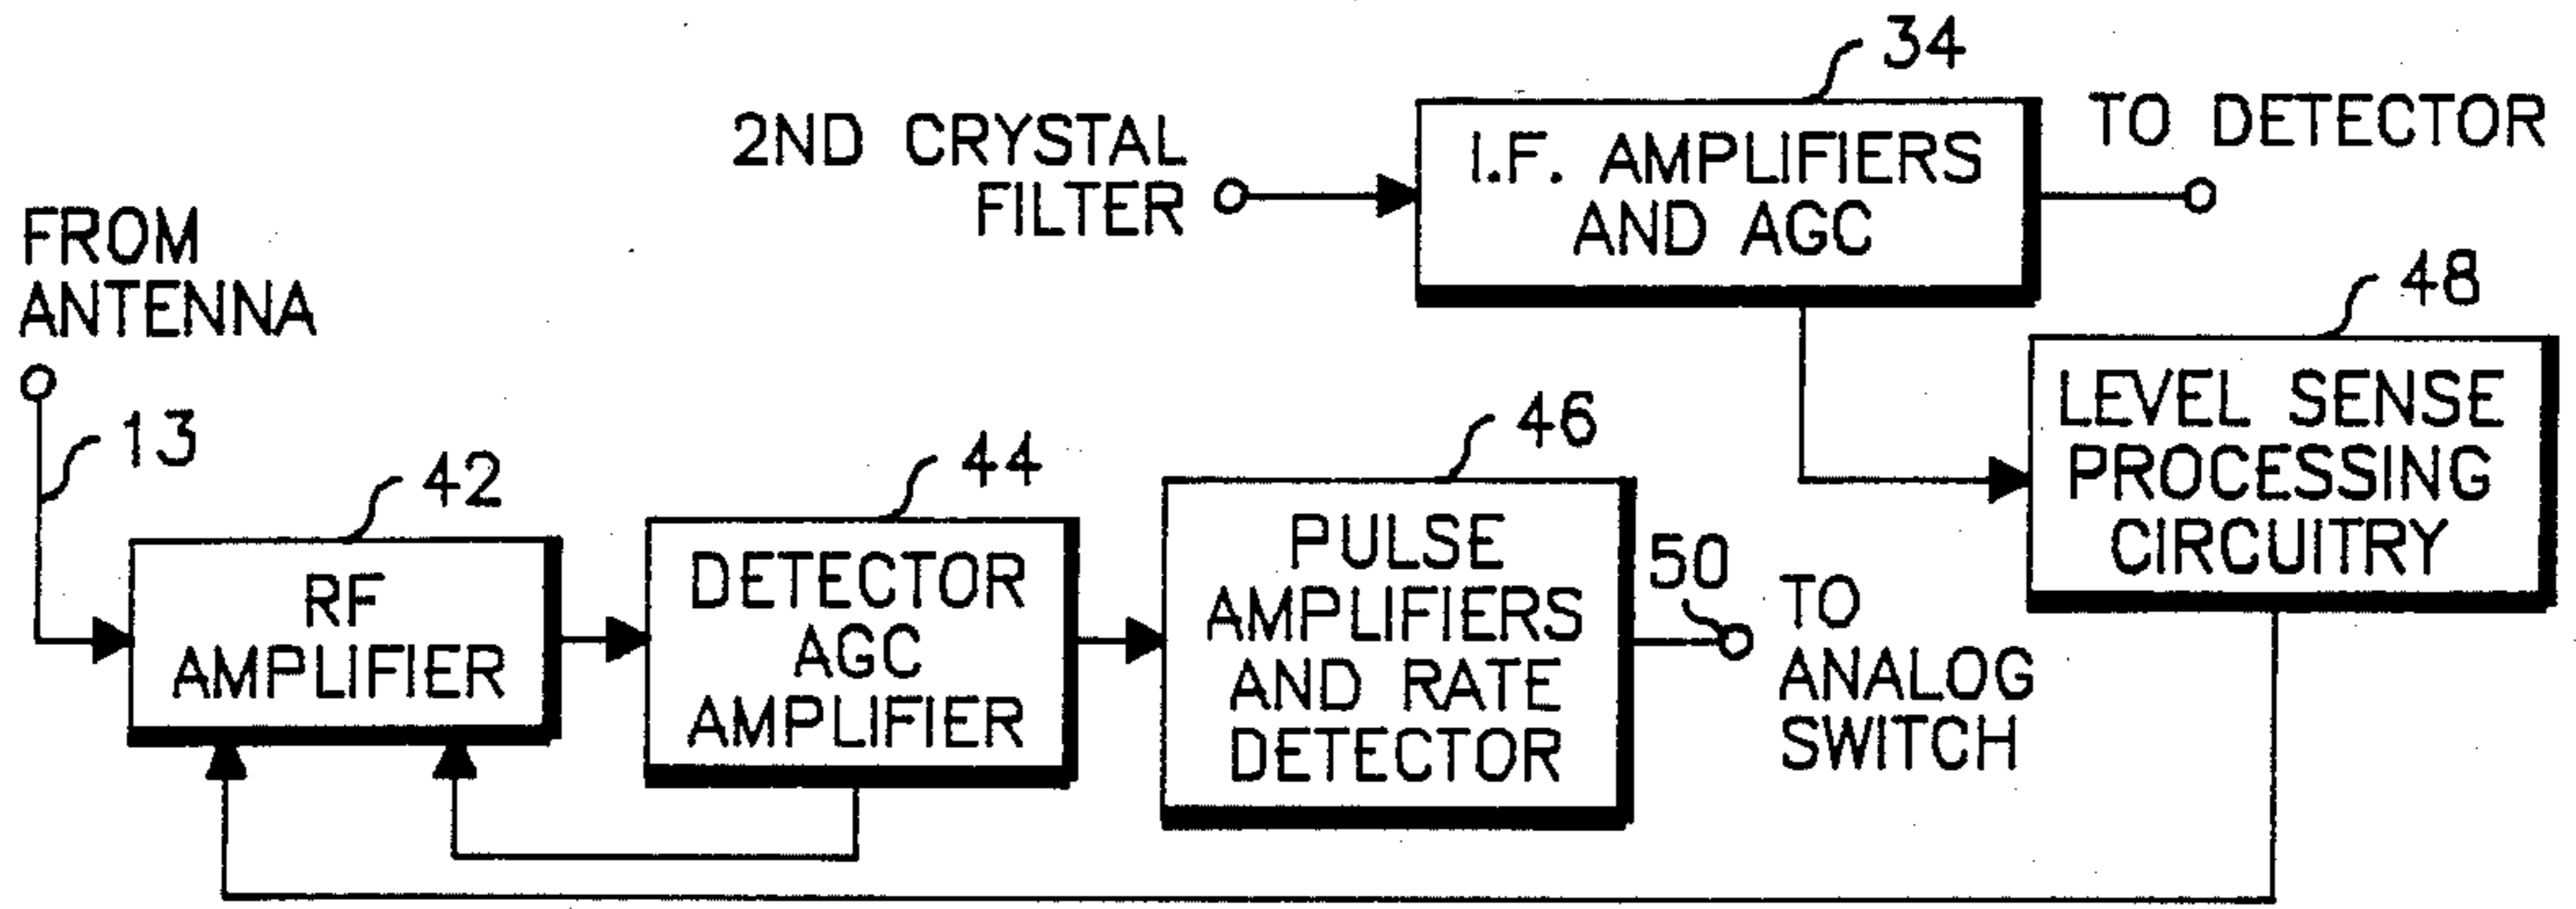 34
2ND CRYSTAL
FILTER
I.F. AMPLIFIERS
AND AGC
TO DETECTOR
FROM
ANTENNA
13
42
RF
AMPLIFIER
44
DETECTOR
AGC
AMPLIFIER
46
PULSE
AMPLIFIERS
AND RATE
DETECTOR
50
TO
ANALOG
SWITCH
48
LEVEL SENSE
PROCESSING
CIRCUITRY